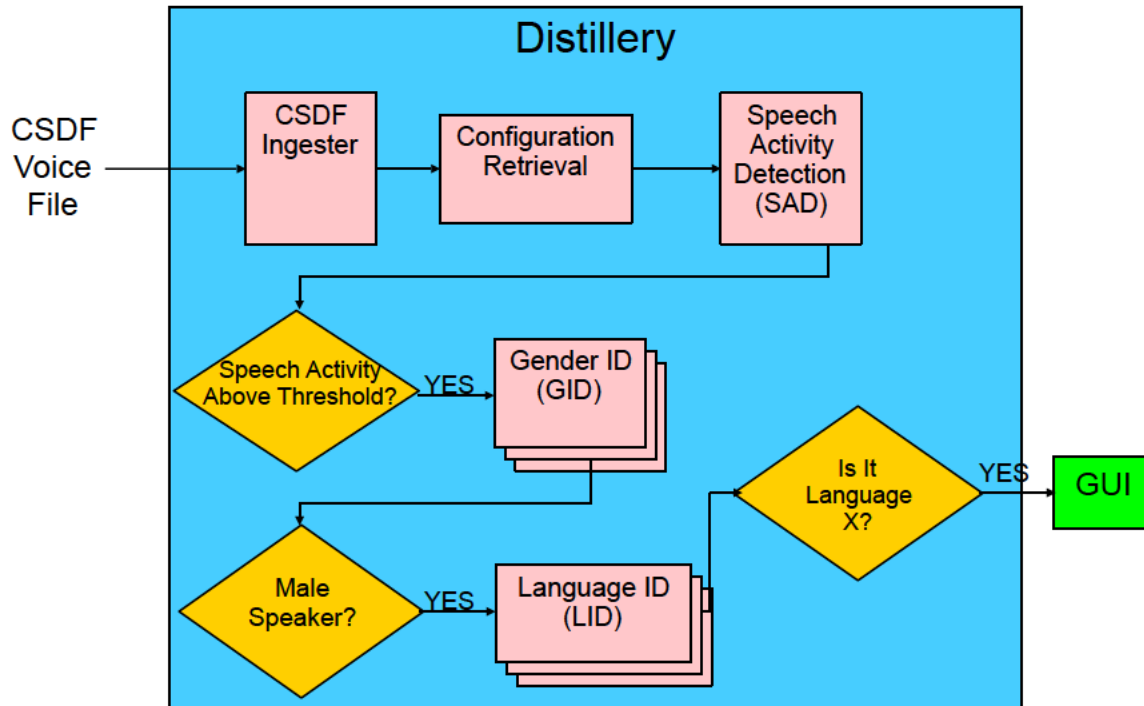 Distillery
CSDF
Voice
File
CSDF
Ingester
Configuration
Retrieval
Speech
Activity
Detection
(SAD)
Speech Activity
Above Threshold?
YES
Gender ID
(GID)
Male
Speaker?
YES
Language ID
(LID)
Is It
Language
X?
YES
GUI